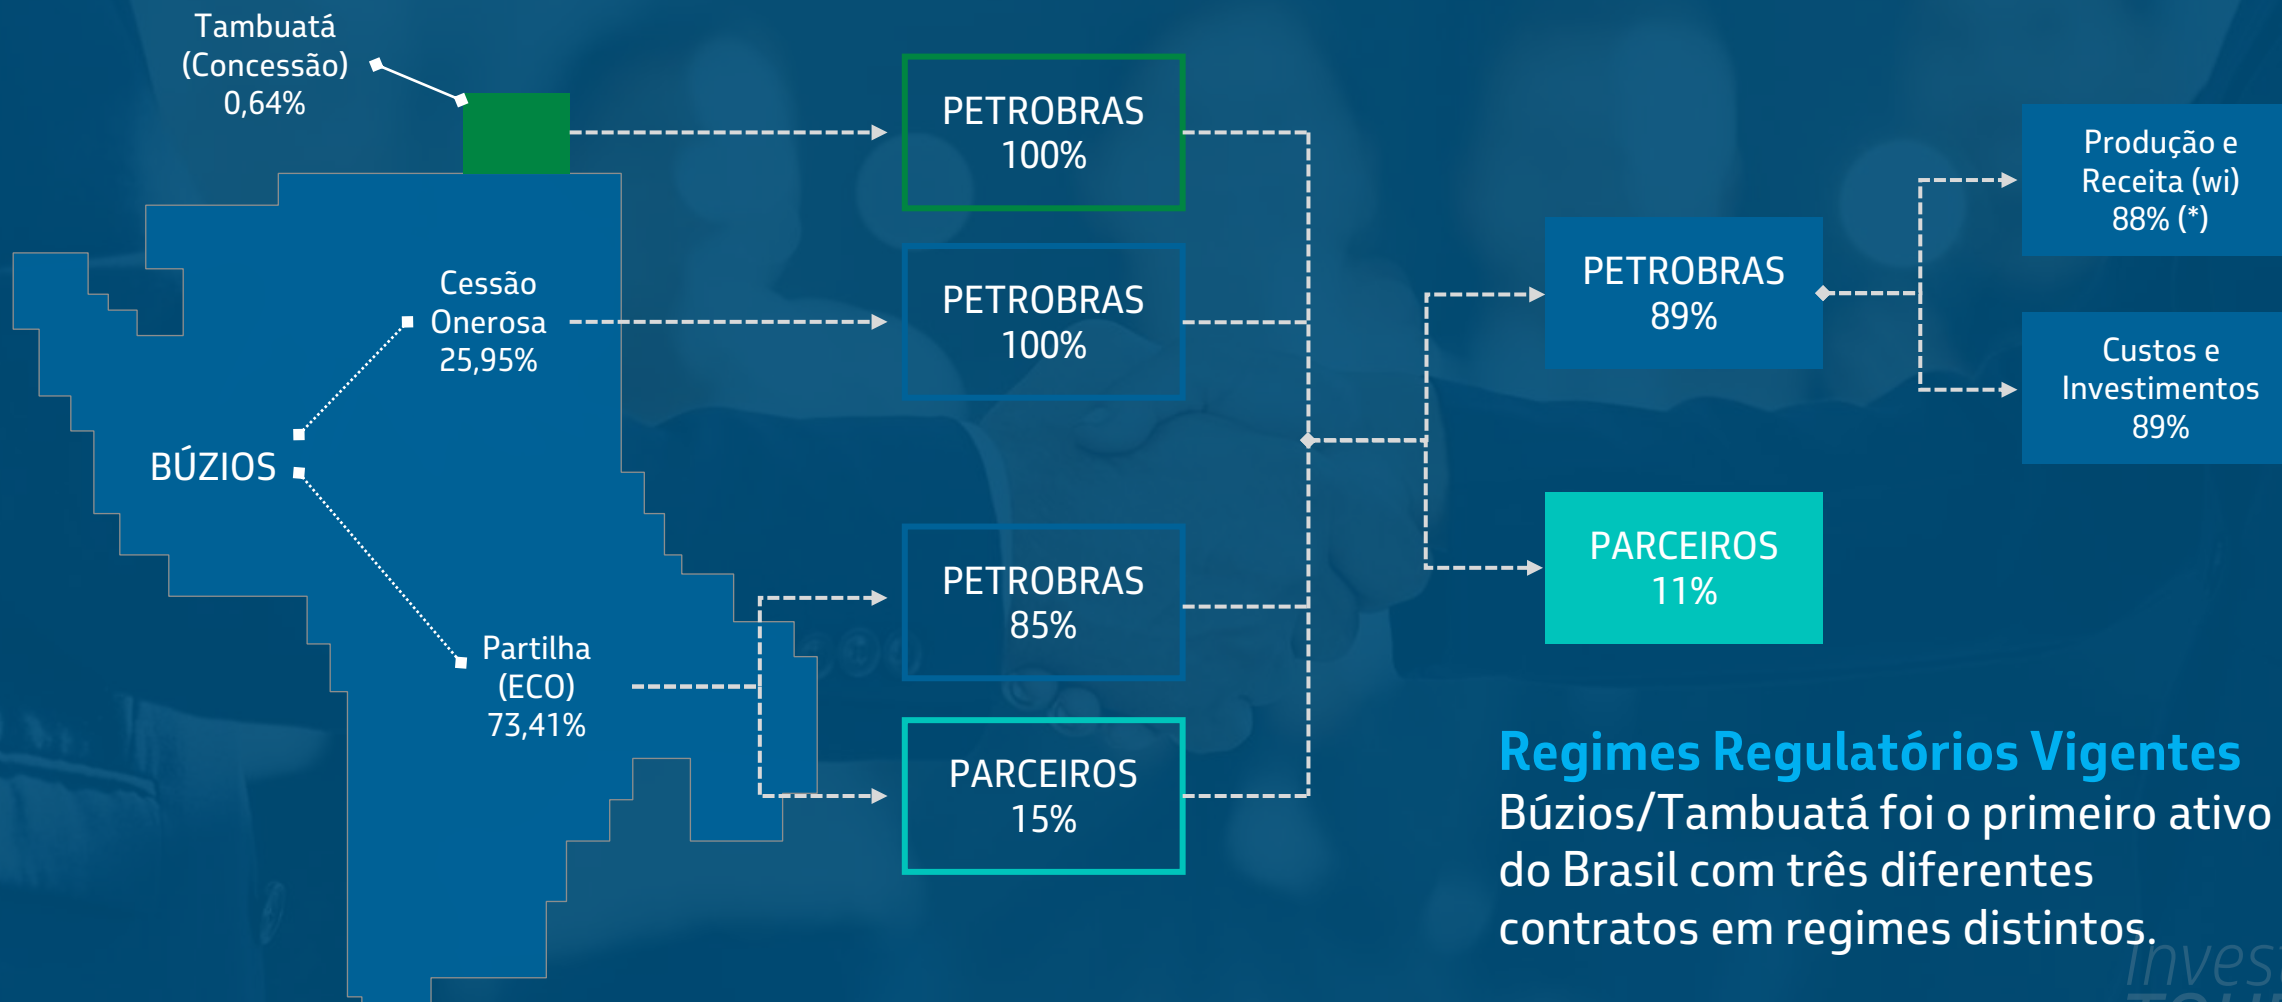 Tambuatá
(Concessão)
0,64%
PETROBRAS
100%
Produção e
Receita (wi)
88% (*)
Cessão
Onerosa
25,95%
PETROBRAS
100%
PETROBRAS
89%
Custos e
Investimentos
89%
BÚZIOS
PARCEIROS
11%
PETROBRAS
85%
Partilha
(ECO)
73,41%
PARCEIROS
15%
Regimes Regulatórios Vigentes
Búzios/Tambuatá foi o primeiro ativo
do Brasil com três diferentes
contratos em regimes distintos.